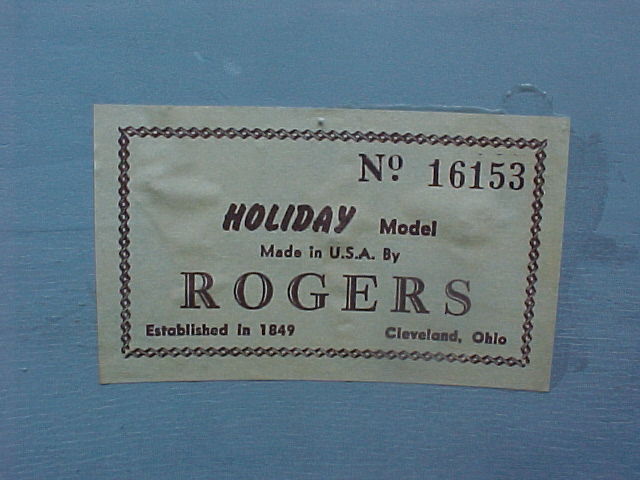 Nº 16153
HOLIDAY Model
Made in U.S.A. By
ROGERS
Established in 1849 Cleveland, Ohio